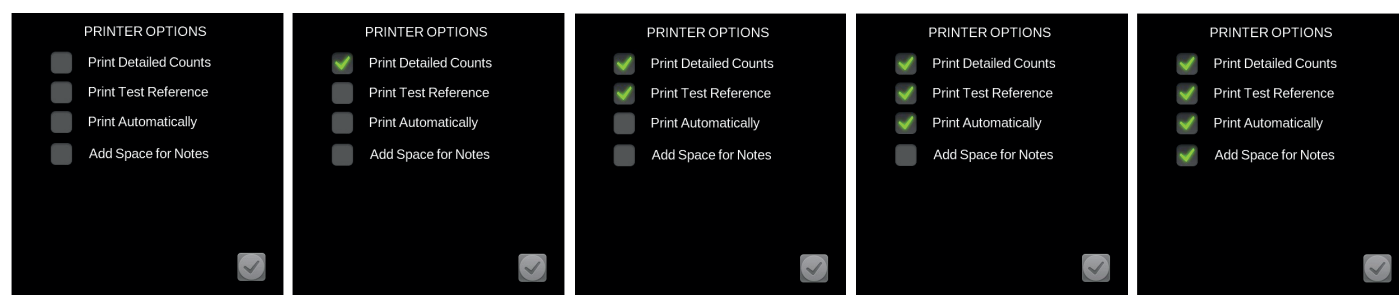 PRINTER OPTIONS
Print Detailed Counts
Print Test Reference
Print Automatically
Add Space for Notes
PRINTER OPTIONS
Print Detailed Counts
Print Test Reference
Print Automatically
Add Space for Notes
PRINTER OPTIONS
Print Detailed Counts
Print Test Reference
Print Automatically
Add Space for Notes
PRINTER OPTIONS
Print Detailed Counts
Print Test Reference
Print Automatically
Add Space for Notes
PRINTER OPTIONS
Print Detailed Counts
Print Test Reference
Print Automatically
Add Space for Notes